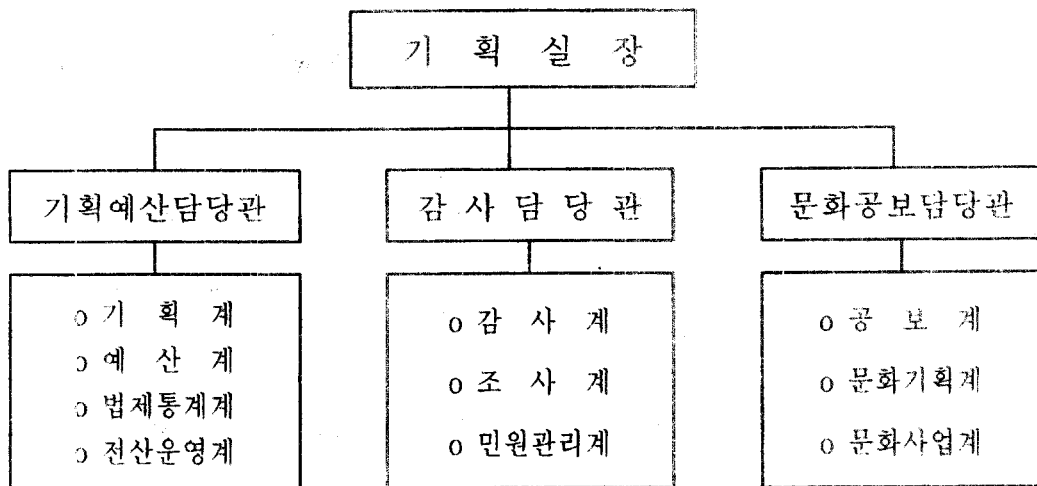 기 획 실 장
기획예산담당관
감 사 담 당 관
문화공보담당관
o 기 획 계
o 예 산 계
o 법제통계계
o 전산운영계
o 감 사 계
o 조 사 계
o 민원관리계
o 공 보 계
o 문화기획계
o 문화사업계